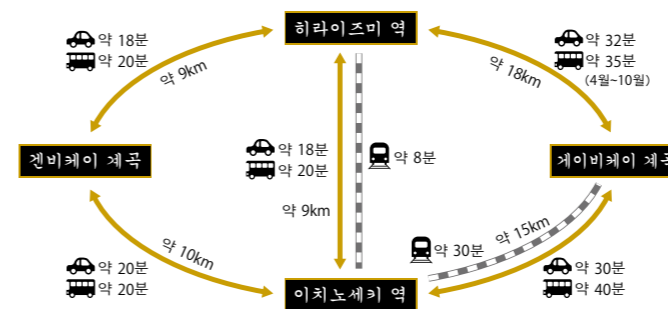 히라이즈미 역
약 18분
약 20분
약 9km
약 32분
약 35분
(4월~10월)
약 18km
겐비케이 계곡
약 18분
약 20분
약 9km
약 8분
게이비케이 계곡
약 10km
약 20분
약 20분
약 30분
약 15km
약 30분
약 40분
이치노세키 역